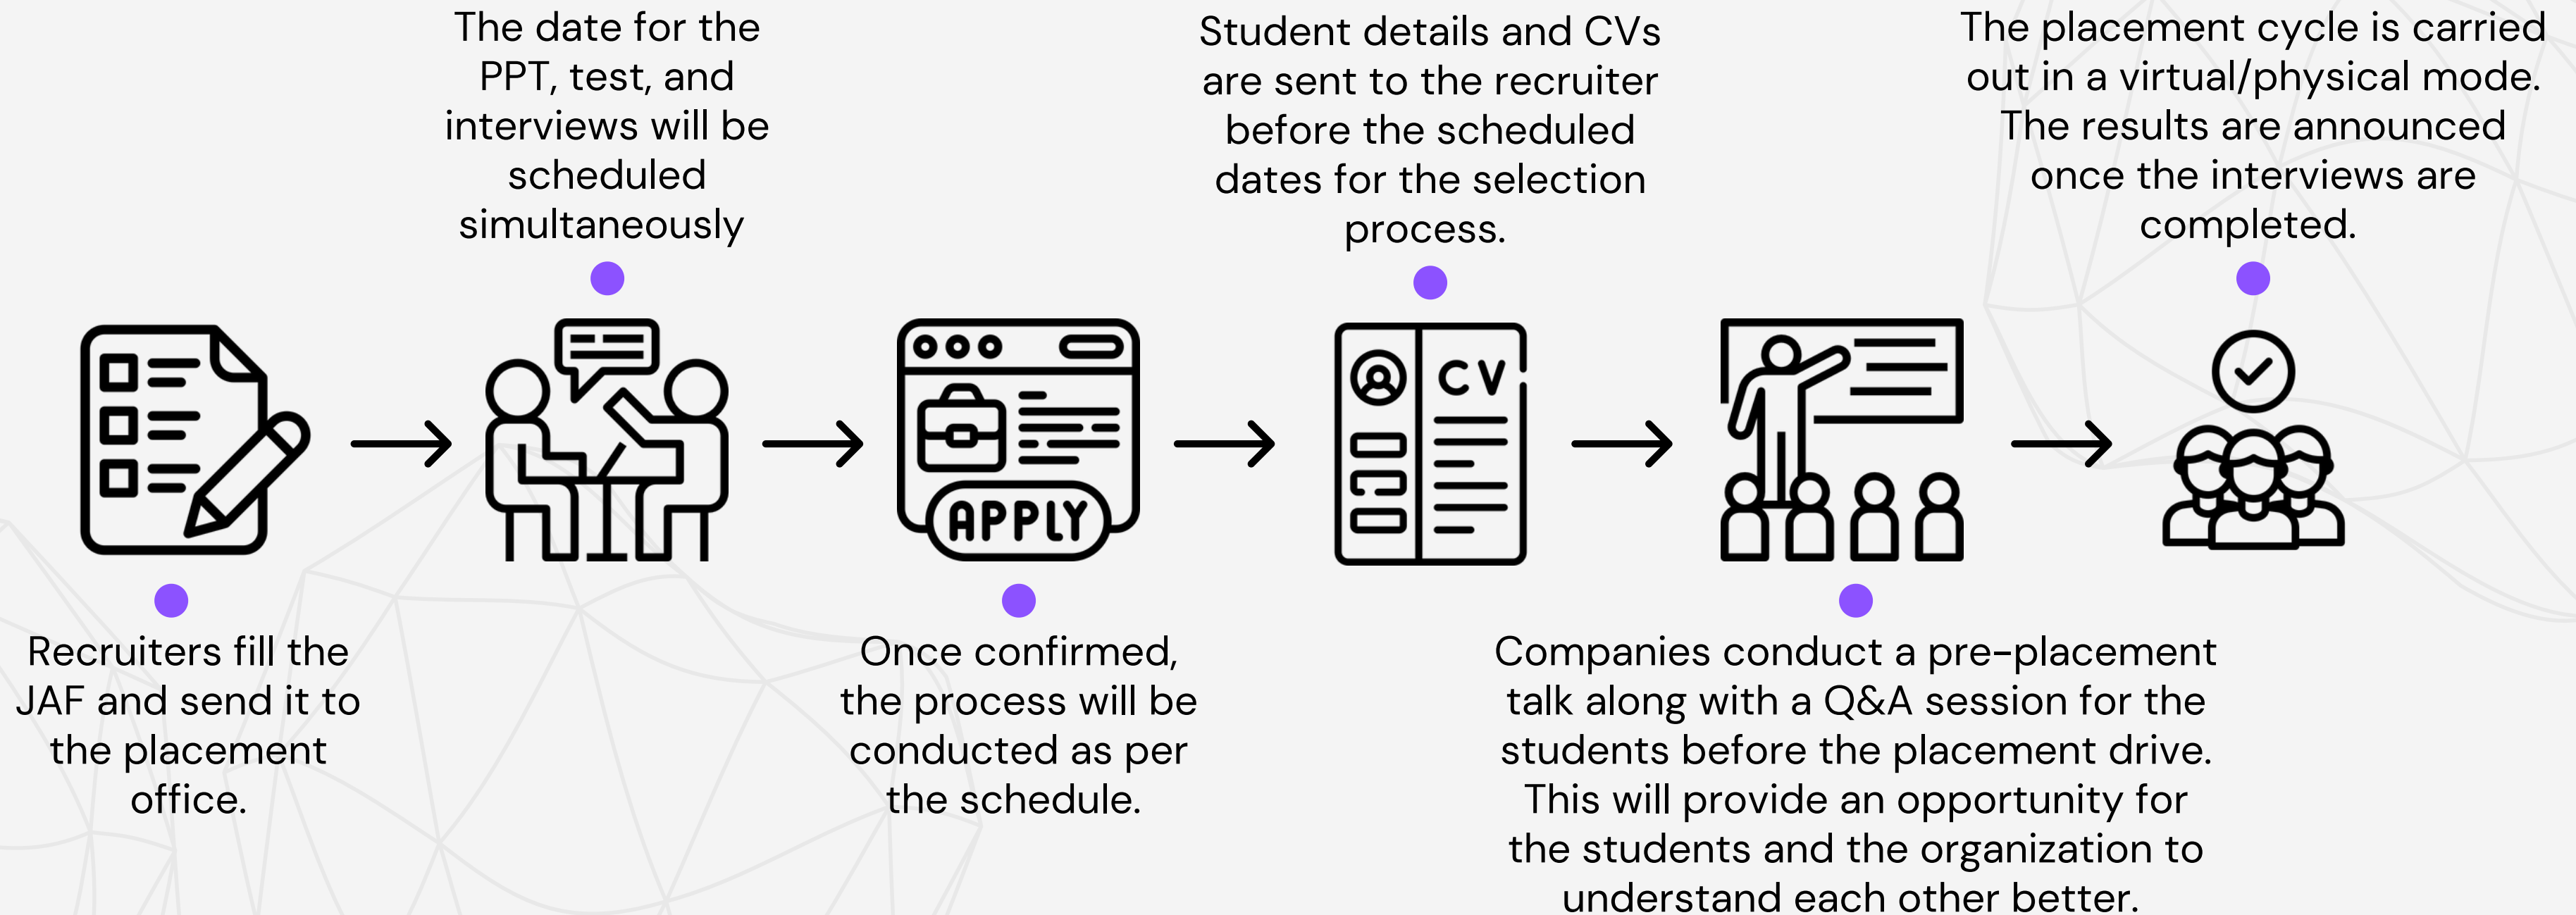 Recruiters fill the
JAF and send it to
the placement
office.
The date for the
PPT, test, and
interviews will be
scheduled
simultaneously
APPLY
Once confirmed,
the process will be
conducted as per
the schedule.
Student details and CVs
are sent to the recruiter
before the scheduled
dates for the selection
process.
CV
Companies conduct a pre-placement
talk along with a Q&A session for the
students before the placement drive.
This will provide an opportunity for
the students and the organization to
understand each other better.
The placement cycle is carried
out in a virtual/physical mode.
The results are announced
once the interviews are
completed.